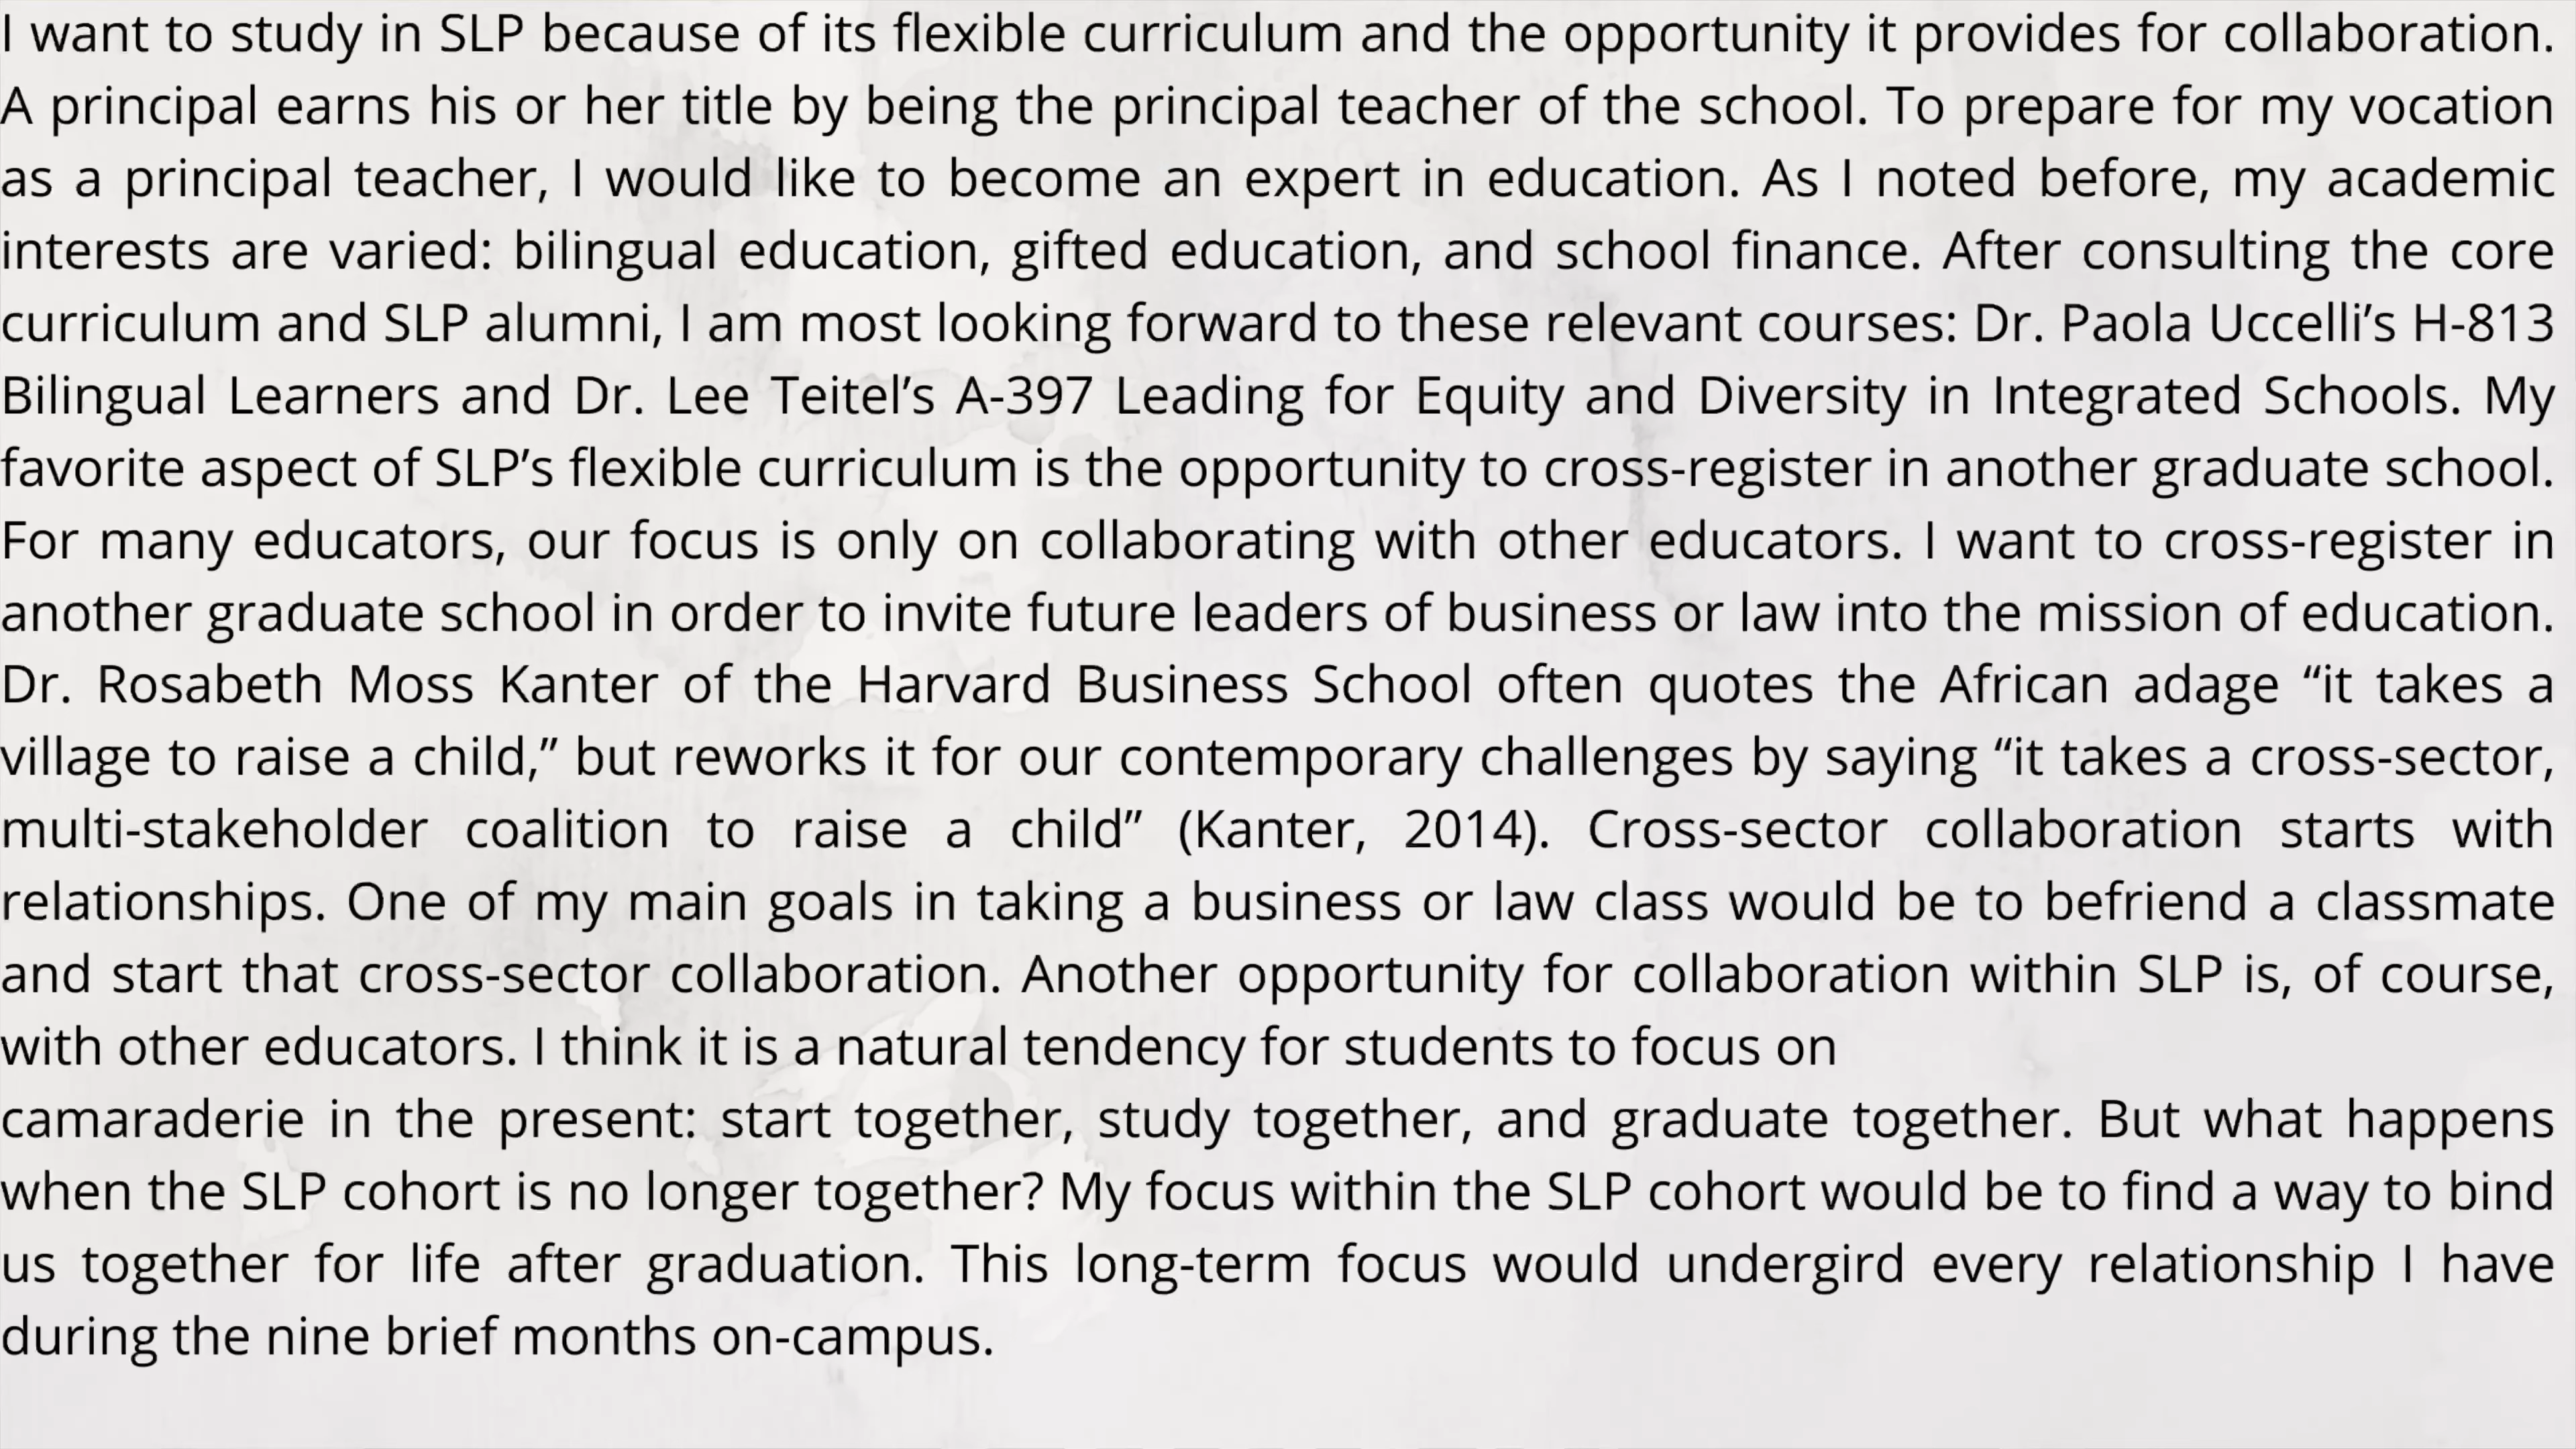 I want to study in SLP because of its flexible curriculum and the opportunity it provides for collaboration.
A principal earns his or her title by being the principal teacher of the school. To prepare for my vocation
as a principal teacher, I would like to become an expert in education. As I noted before, my academic
interests are varied: bilingual education, gifted education, and school finance. After consulting the core
curriculum and SLP alumni, I am most looking forward to these relevant courses: Dr. Paola Uccelli’s H-813
Bilingual Learners and Dr. Lee Teitel’s A-397 Leading for Equity and Diversity in Integrated Schools. My
favorite aspect of SLP’s flexible curriculum is the opportunity to cross-register in another graduate school.
For many educators, our focus is only on collaborating with other educators. I want to cross-register in
another graduate school in order to invite future leaders of business or law into the mission of education.
Dr. Rosabeth Moss Kanter of the Harvard Business School often quotes the African adage “it takes a
village to raise a child,” but reworks it for our contemporary challenges by saying “it takes a cross-sector,
multi-stakeholder coalition to raise a child” (Kanter, 2014). Cross-sector collaboration starts with
relationships. One of my main goals in taking a business or law class would be to befriend a classmate
and start that cross-sector collaboration. Another opportunity for collaboration within SLP is, of course,
with other educators. I think it is a natural tendency for students to focus on
camaraderie in the present: start together, study together, and graduate together. But what happens
when the SLP cohort is no longer together? My focus within the SLP cohort would be to find a way to bind
us together for life after graduation. This long-term focus would undergird every relationship I have
during the nine brief months on-campus.